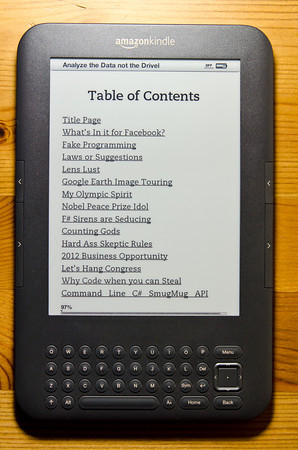 amazonkindle
Analyze the Data not the Drivel
Table of Contents
Title Page
What's In it for Facebook?
Fake Programming
Laws or Suggestions
Lens Lust
Google Earth Image Touring
My Olympic Spirit
Nobel Peace Prize Idol
F# Sirens are Seducing
Counting Gods
Hard Ass Skeptic Rules
2012 Business Opportunity
Let's Hang Congress
Why Code when you can Steal
Command Line C# SmugMug API
97%
Q W E R T Y U I O P Menu
A S D F G H J K L Del
Z X C V B N M . Sym
Alt Aa Home Back